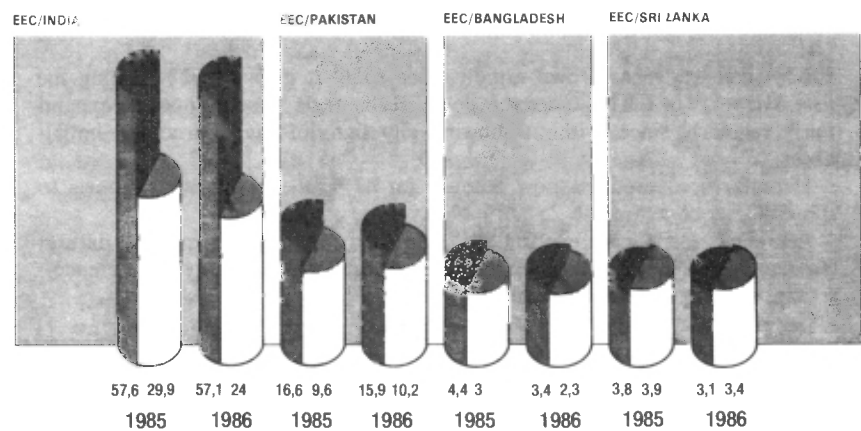 EEC/INDIA EEC/PAKISTAN EEC/BANGLADESH EEC/SRI LANKA
57,6 29,9 57,1 24 16,6 9,6 15,9 10,2 4,4 3 3,4 2,3 3,8 3,9 3,1 3,4
1985 1986 1985 1986 1985 1986 1985 1986